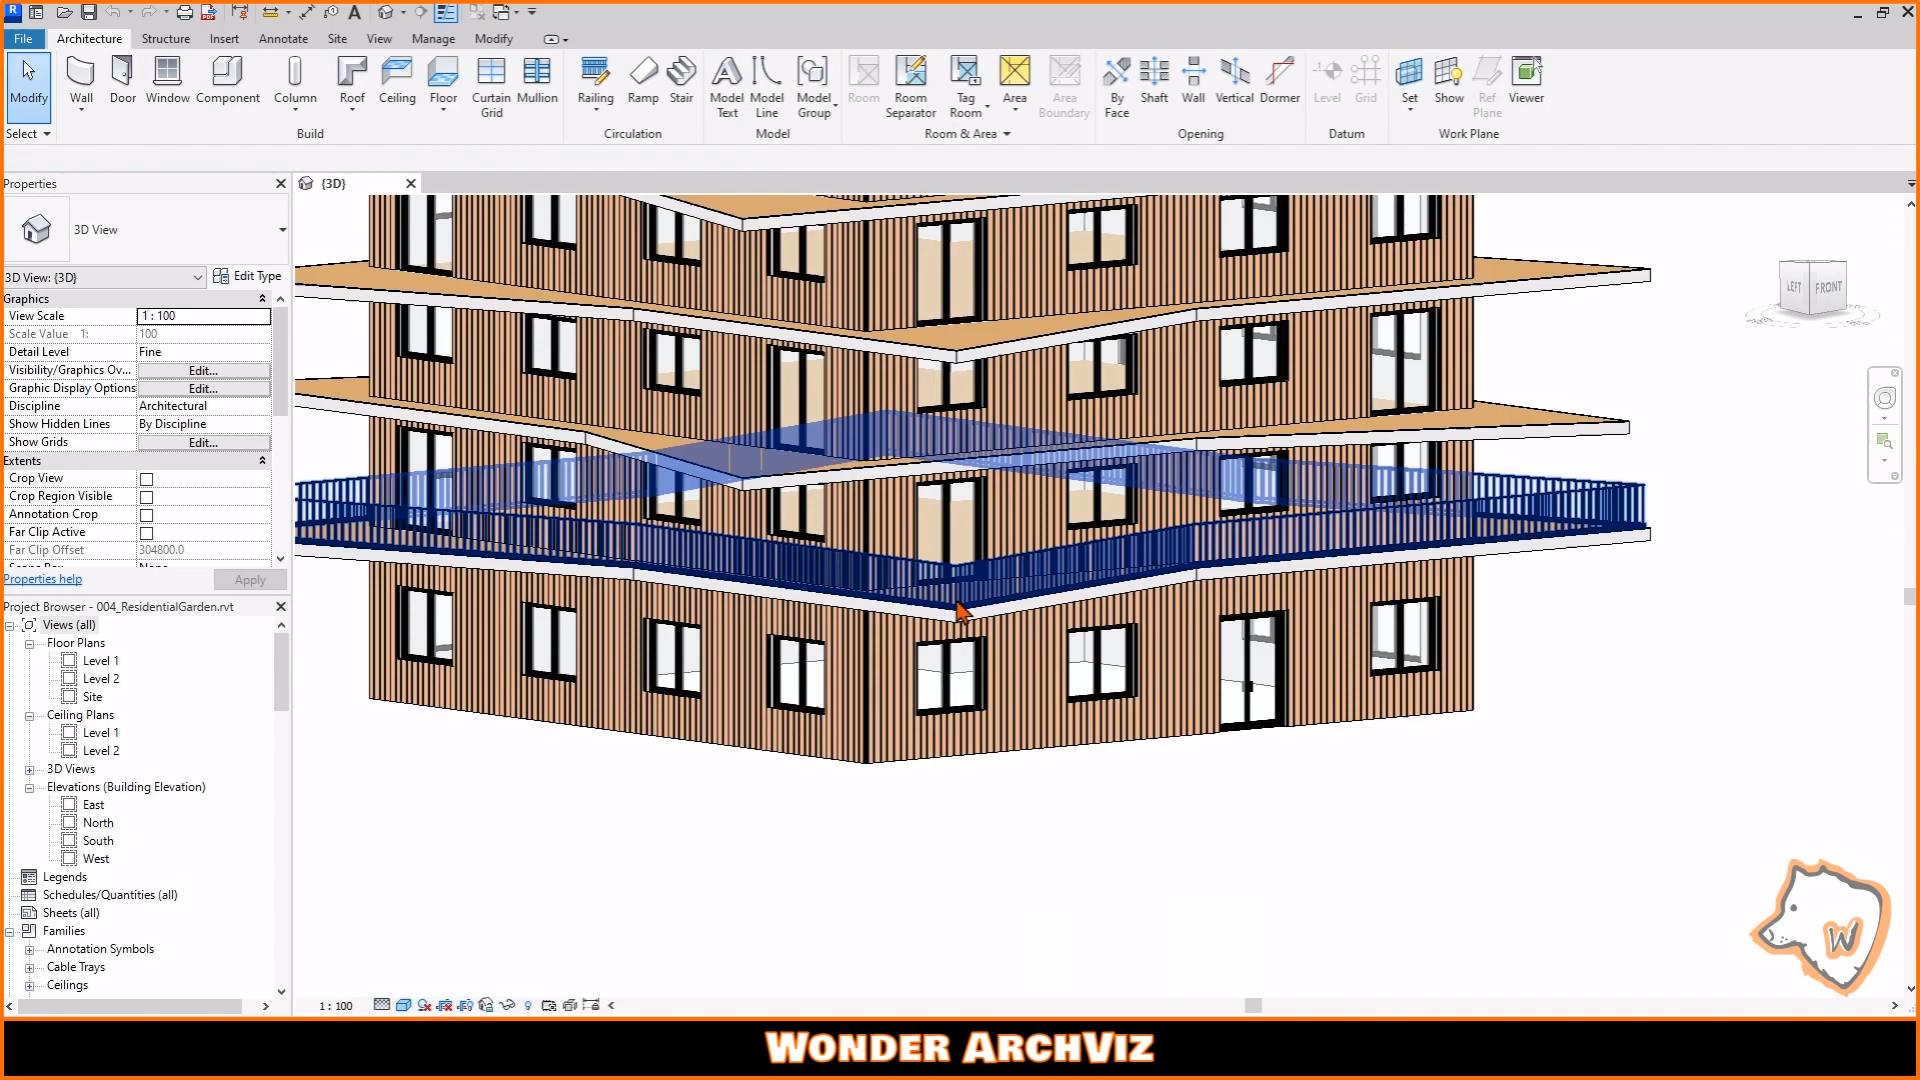 R
A
File
Architecture
Structure
Insert
Annotate
Site
View
Manage
Modify
Modify
Wall
Door
Window
Component
Column
Roof
Ceiling
Floor
Curtain
Grid
Mullion
Railing
Ramp
Stair
Model
Text
Model
Line
Model
Group
Room
Room
Separator
Tag
Room
Area
Area
Boundary
By
Face
Shaft
Wall
Vertical
Dormer
Level
Grid
Set
Show
Ref
Plane
Viewer
Select
Build
Circulation
Model
Room & Area
Opening
Datum
Work Plane
Properties
{3D}
3D View
3D View: {3D}
Edit Type
Graphics
View Scale
1 : 100
Scale Value 1:
100
Detail Level
Fine
Visibility/Graphics Ov...
Edit...
Graphic Display Options
Edit...
Discipline
Architectural
Show Hidden Lines
By Discipline
Show Grids
Edit...
Extents
Crop View
Crop Region Visible
Annotation Crop
Far Clip Active
Far Clip Offset
304800.0
Properties help
Apply
Project Browser - 004_ResidentialGarden.rvt
Views (all)
Floor Plans
Level 1
Level 2
Site
Ceiling Plans
Level 1
Level 2
3D Views
Elevations (Building Elevation)
East
North
South
West
Legends
Schedules/Quantities (all)
Sheets (all)
Families
Annotation Symbols
Cable Trays
Ceilings
LEFT
FRONT
1 : 100
W
WONDER ARCHVIZ